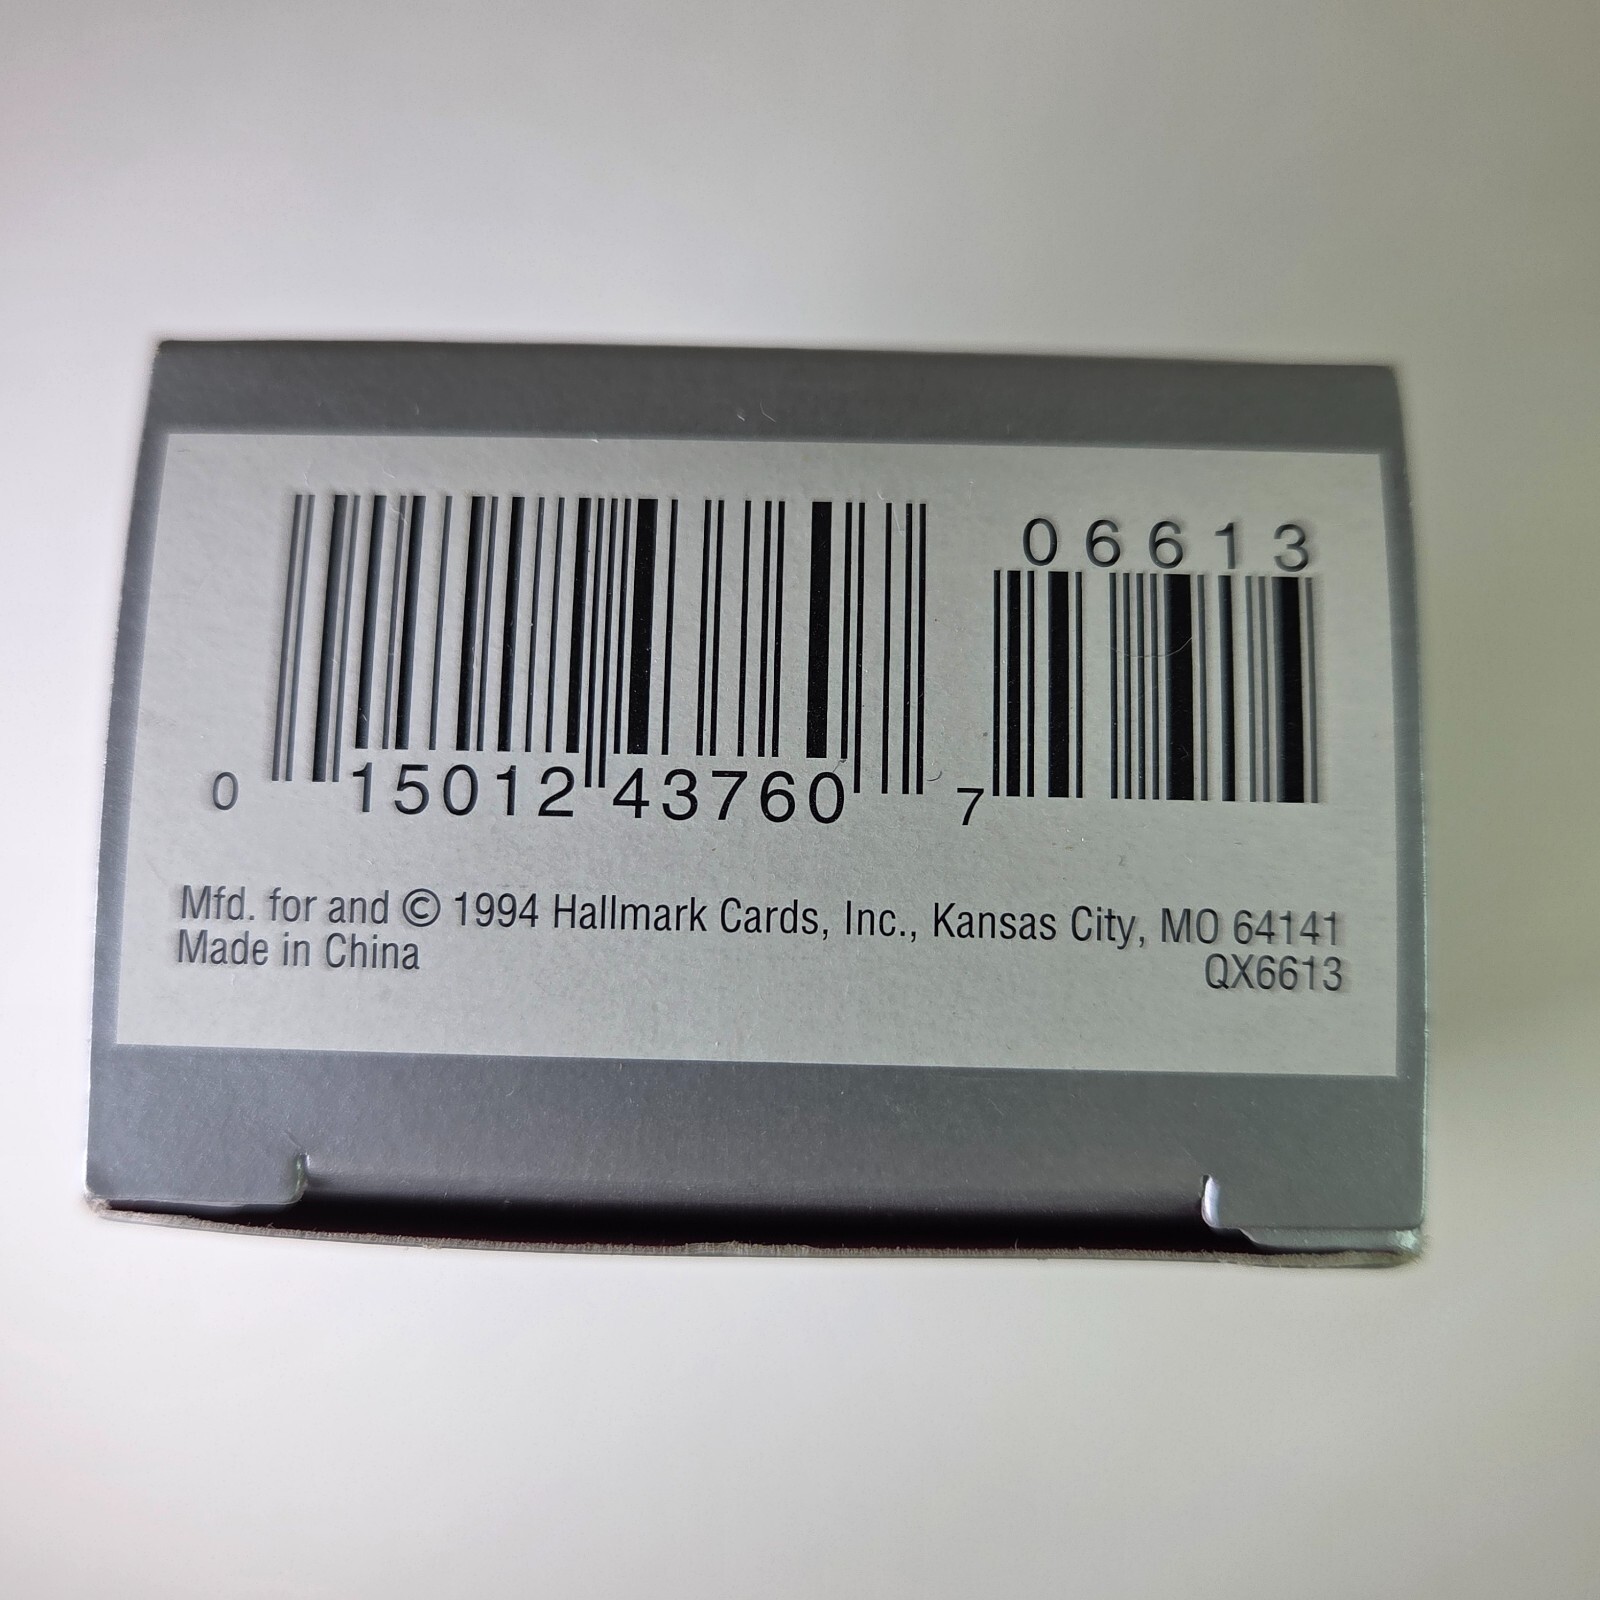 06613
0 15012 43760 7
Mfd. for and © 1994 Hallmark Cards, Inc., Kansas City, MO 64141
Made in China
QX6613